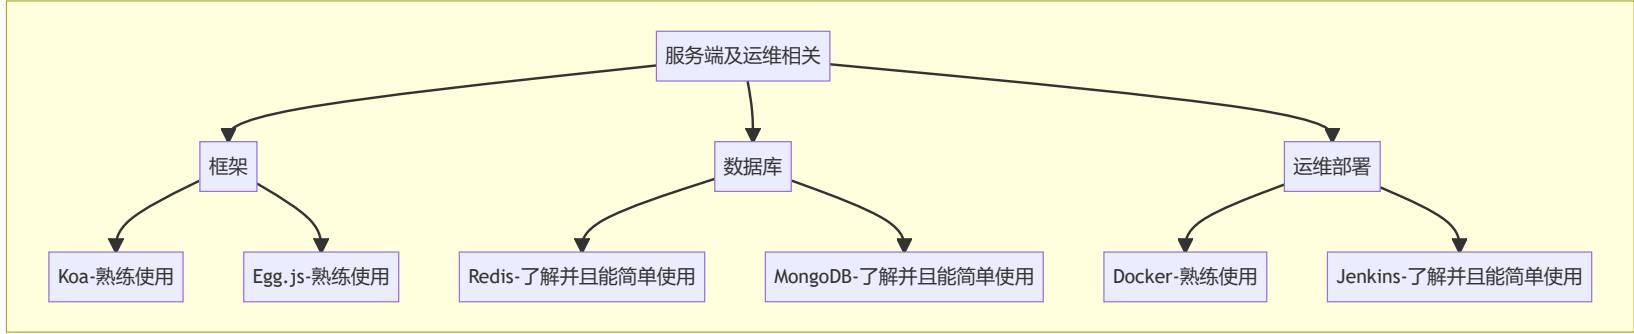 服务端及运维相关
框架
数据库
运维部署
Koa-熟练使用
Egg.js-熟练使用
Redis-了解并且能简单使用
MongoDB-了解并且能简单使用
Docker-熟练使用
Jenkins-了解并且能简单使用